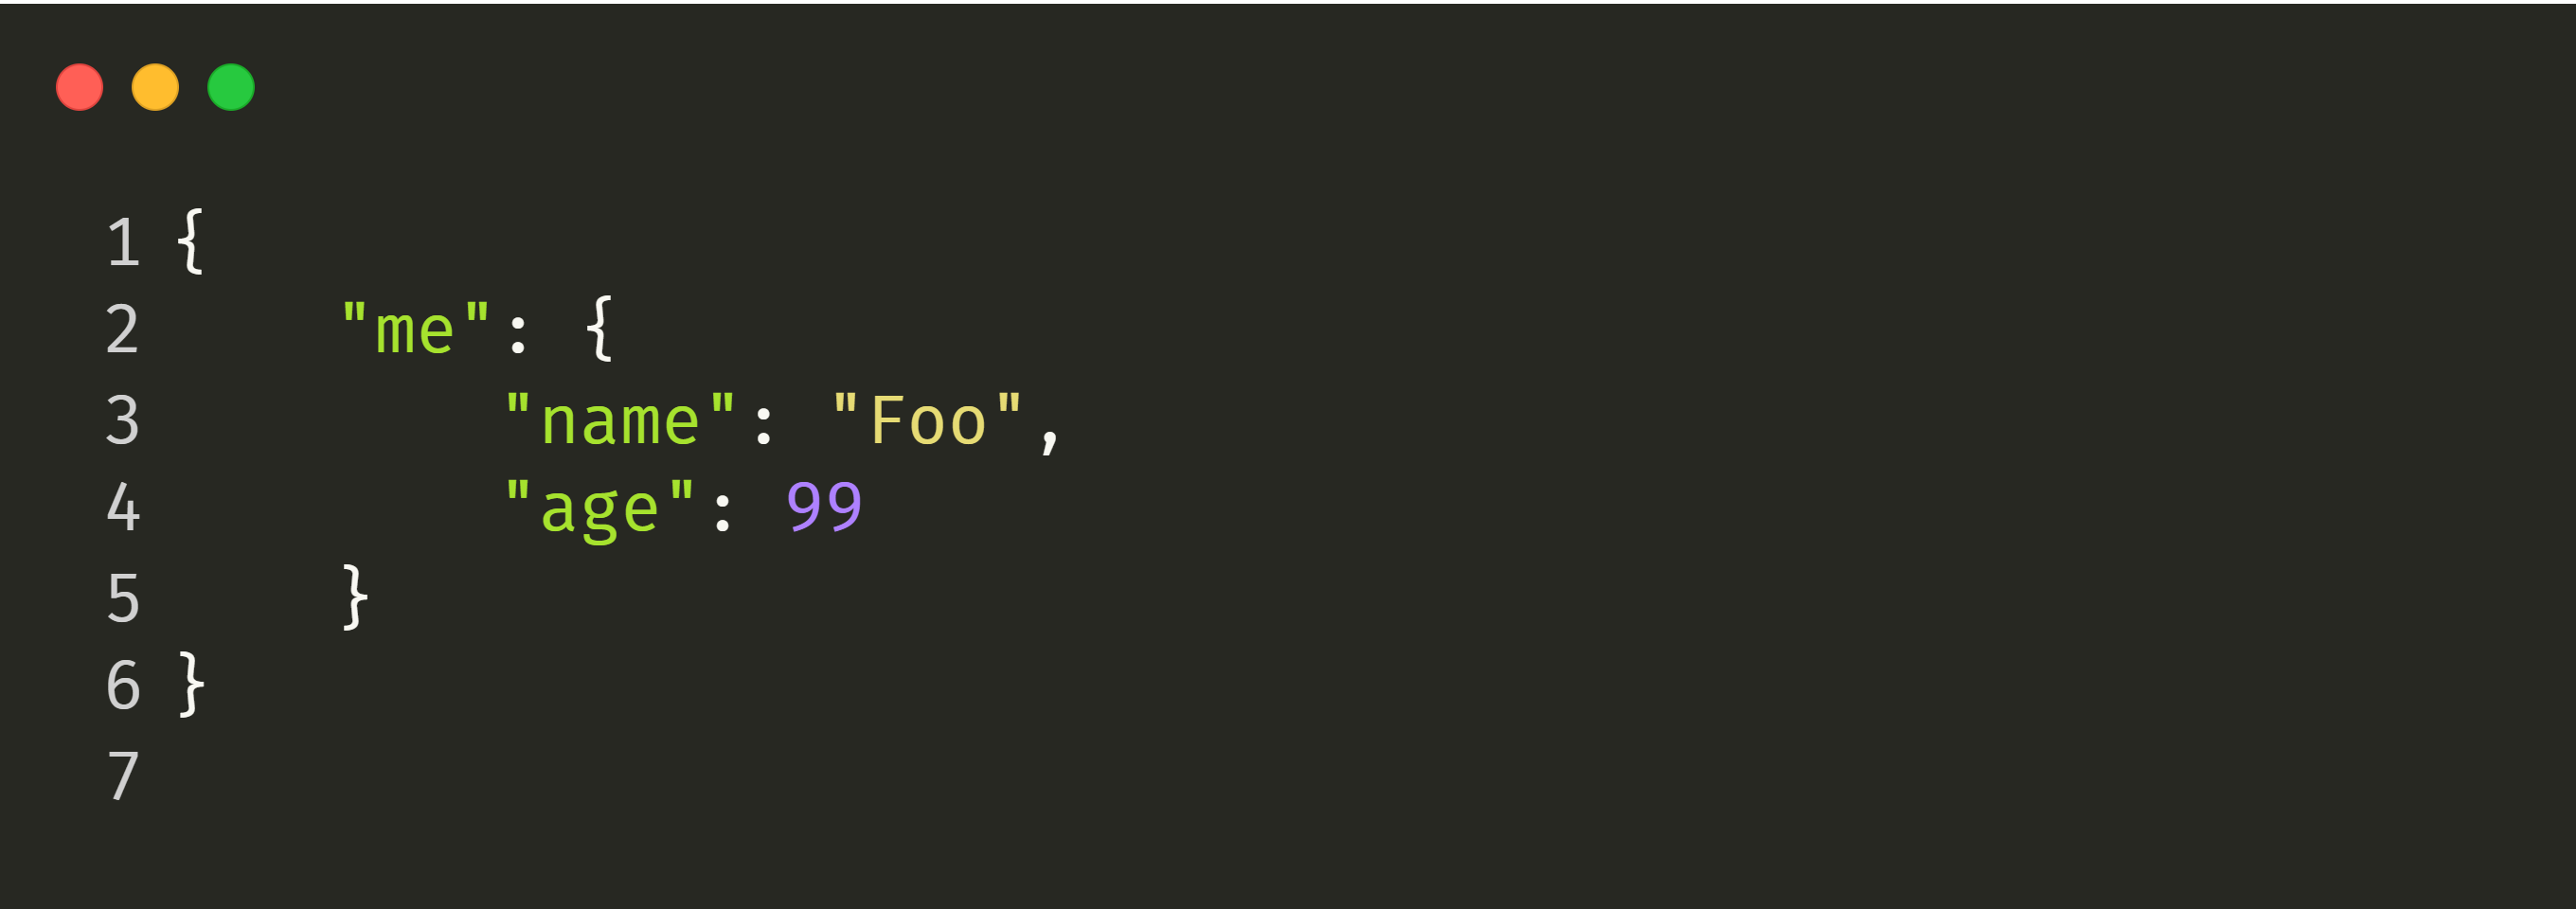 1 {
2     "me": {
3         "name": "Foo",
4         "age": 99
5     }
6 }
7